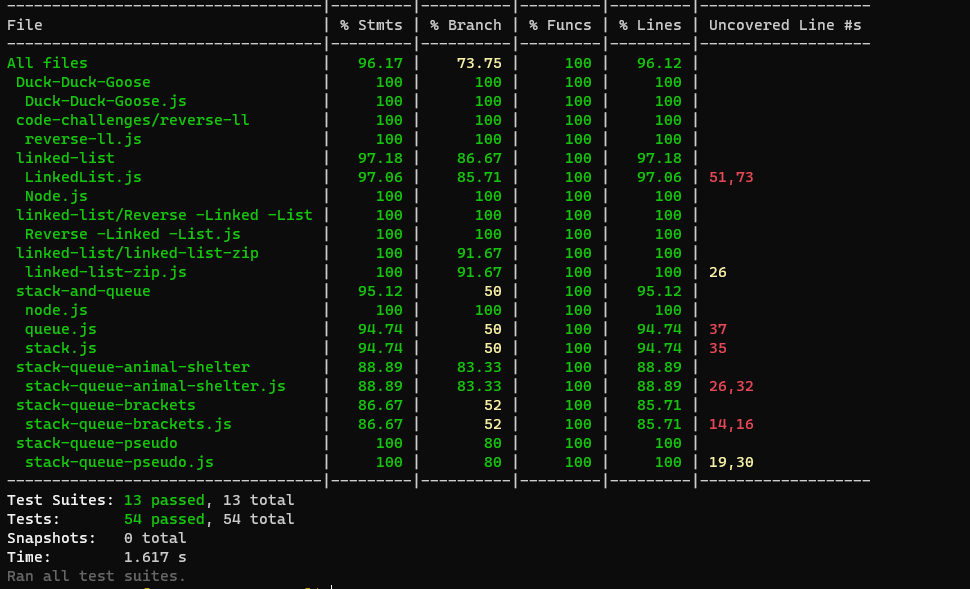 --------------------------------------|---------|----------|---------|---------|-------------------
File | % Stmts | % Branch | % Funcs | % Lines | Uncovered Line #s
--------------------------------------|---------|----------|---------|---------|-------------------
All files | 96.17 | 73.75 | 100 | 96.12 |
Duck-Duck-Goose | 100 | 100 | 100 | 100 |
Duck-Duck-Goose.js | 100 | 100 | 100 | 100 |
code-challenges/reverse-ll | 100 | 100 | 100 | 100 |
reverse-ll.js | 100 | 100 | 100 | 100 |
linked-list | 97.18 | 86.67 | 100 | 97.18 |
LinkedList.js | 97.06 | 85.71 | 100 | 97.06 | 51,73
Node.js | 100 | 100 | 100 | 100 |
linked-list/Reverse -Linked -List | 100 | 100 | 100 | 100 |
Reverse -Linked -List.js | 100 | 100 | 100 | 100 |
linked-list/linked-list-zip | 100 | 91.67 | 100 | 100 |
linked-list-zip.js | 100 | 91.67 | 100 | 100 | 26
stack-and-queue | 95.12 | 50 | 100 | 95.12 |
node.js | 100 | 100 | 100 | 100 |
queue.js | 94.74 | 50 | 100 | 94.74 | 37
stack.js | 94.74 | 50 | 100 | 94.74 | 35
stack-queue-animal-shelter | 88.89 | 83.33 | 100 | 88.89 |
stack-queue-animal-shelter.js | 88.89 | 83.33 | 100 | 88.89 | 26,32
stack-queue-brackets | 86.67 | 52 | 100 | 85.71 |
stack-queue-brackets.js | 86.67 | 52 | 100 | 85.71 | 14,16
stack-queue-pseudo | 100 | 80 | 100 | 100 |
stack-queue-pseudo.js | 100 | 80 | 100 | 100 | 19,30
--------------------------------------|---------|----------|---------|---------|-------------------
Test Suites: 13 passed, 13 total
Tests: 54 passed, 54 total
Snapshots: 0 total
Time: 1.617 s
Ran all test suites.